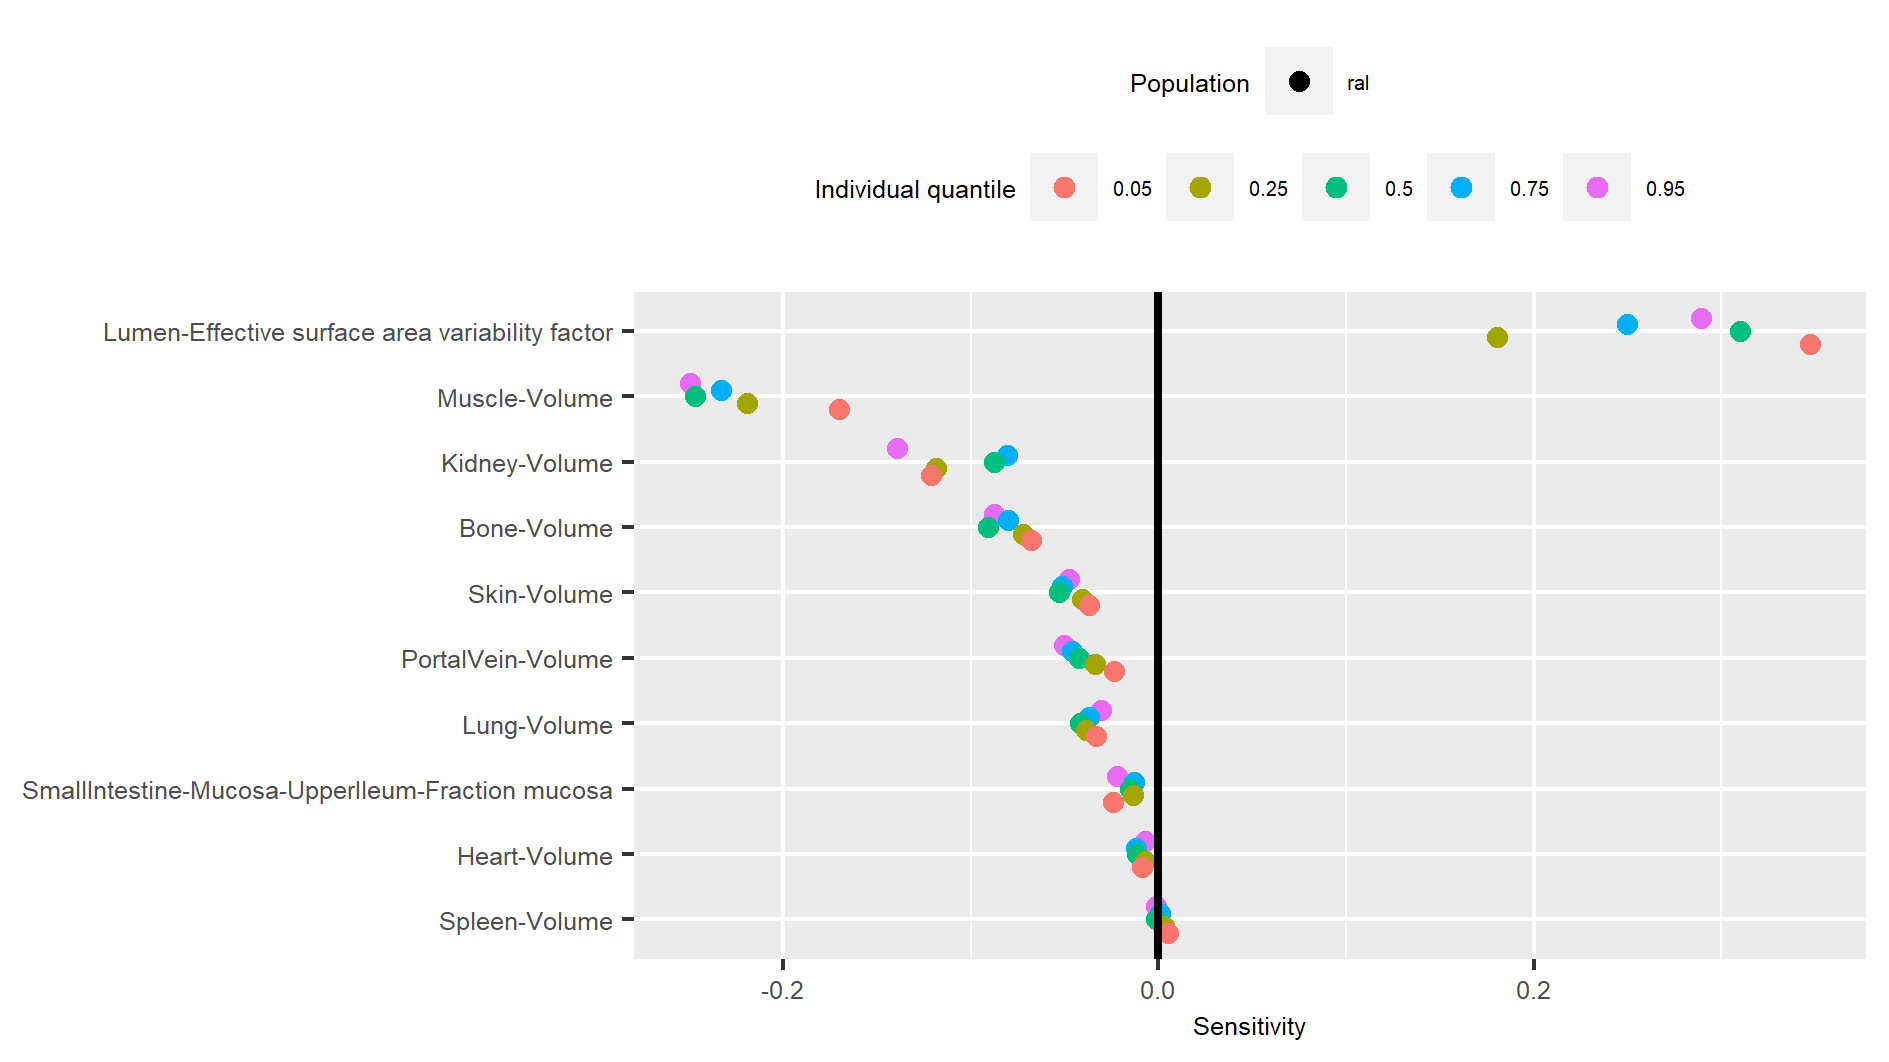 Population ral
Individual quantile 0.05 0.25 0.5 0.75 0.95
Lumen-Effective surface area variability factor
Muscle-Volume
Kidney-Volume
Bone-Volume
Skin-Volume
PortalVein-Volume
Lung-Volume
SmallIntestine-Mucosa-UpperIleum-Fraction mucosa
Heart-Volume
Spleen-Volume
-0.2 0.0 0.2
Sensitivity